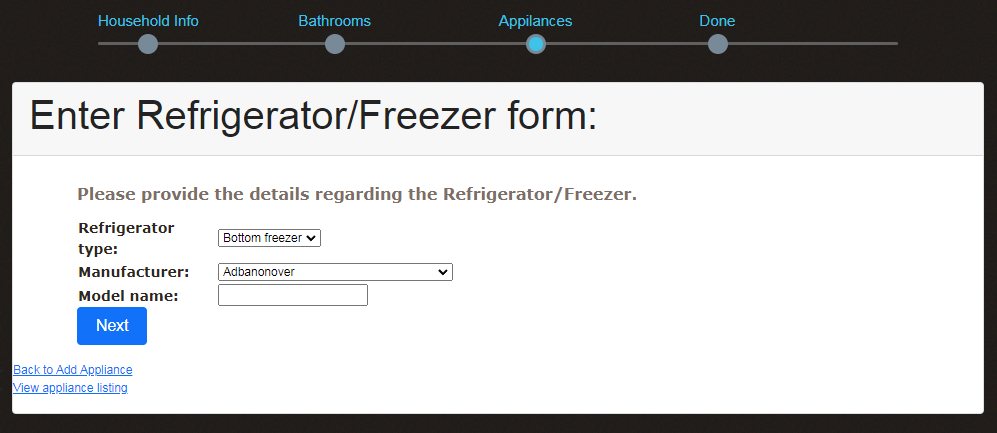 Household Info Bathrooms Appilances Done
Enter Refrigerator/Freezer form:
Please provide the details regarding the Refrigerator/Freezer.
Refrigerator
type:
Bottom freezer
Manufacturer: Adbanonover
Model name:
Next
Back to Add Appliance
View appliance listing